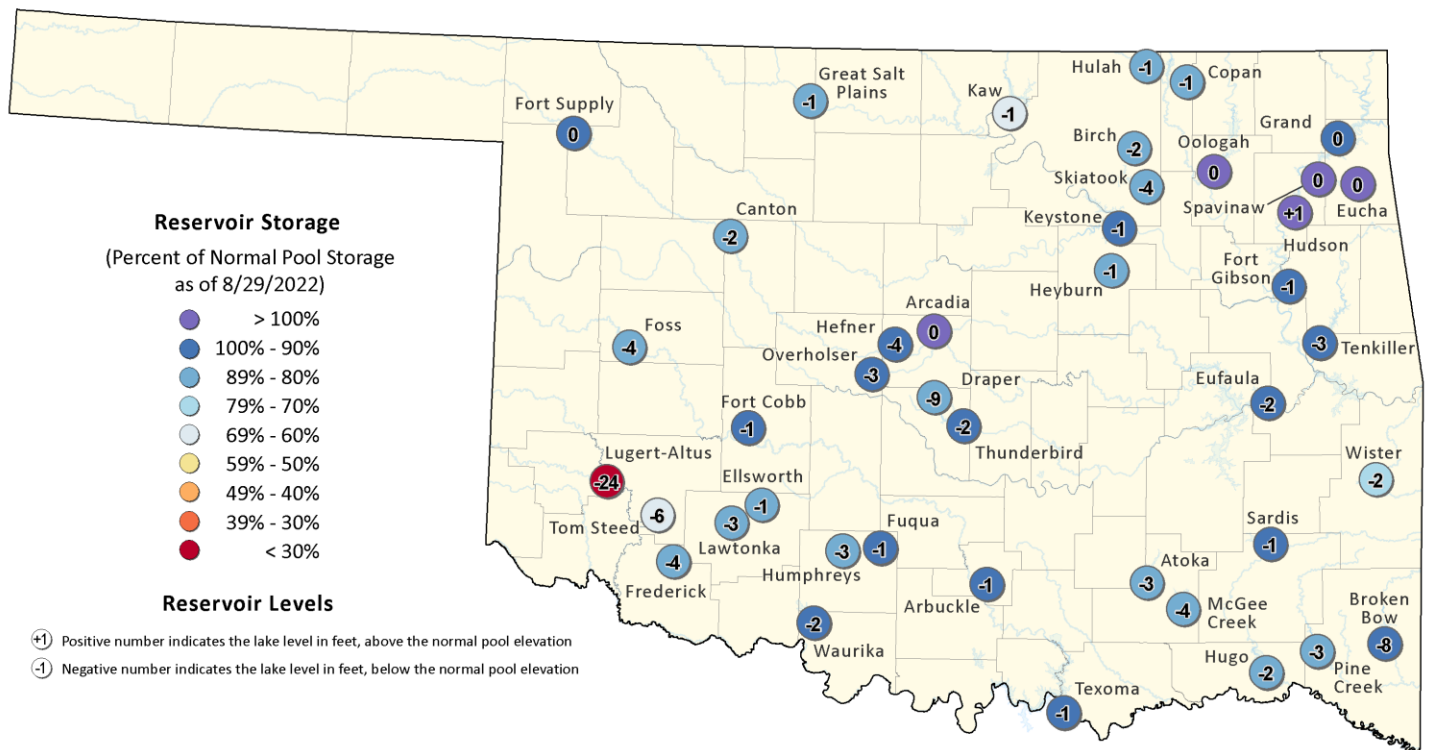 Hulah
-1
-1
Copan
Great Salt
Plains
-1
Kaw
-1
Fort Supply
0
Grand
0
Birch
-2
Oologah
0
Skiatook
-4
Spavinaw
0
0
Eucha
+1
Hudson
Canton
-2
Keystone
-1
Heyburn
-1
Fort
Gibson
-1
Reservoir Storage
(Percent of Normal Pool Storage
as of 8/29/2022)
> 100%
100% - 90%
89% - 80%
79% - 70%
69% - 60%
59% - 50%
49% - 40%
39% - 30%
< 30%
Arcadia
0
Hefner
-4
Overholser
-3
Foss
-4
-3
Tenkiller
Draper
-9
-2
Thunderbird
Eufaula
-2
Fort Cobb
-1
Lugert-Altus
-24
Ellsworth
-1
Wister
-2
Tom Steed
-6
-3
Lawtonka
Fuqua
-1
-3
Humphreys
Sardis
-1
-4
Frederick
Arbuckle
-1
Atoka
-3
-4
McGee
Creek
Broken
Bow
-8
-2
Waurika
Hugo
-2
-3
Pine
Creek
Texoma
-1
Reservoir Levels
+1 Positive number indicates the lake level in feet, above the normal pool elevation
-1 Negative number indicates the lake level in feet, below the normal pool elevation